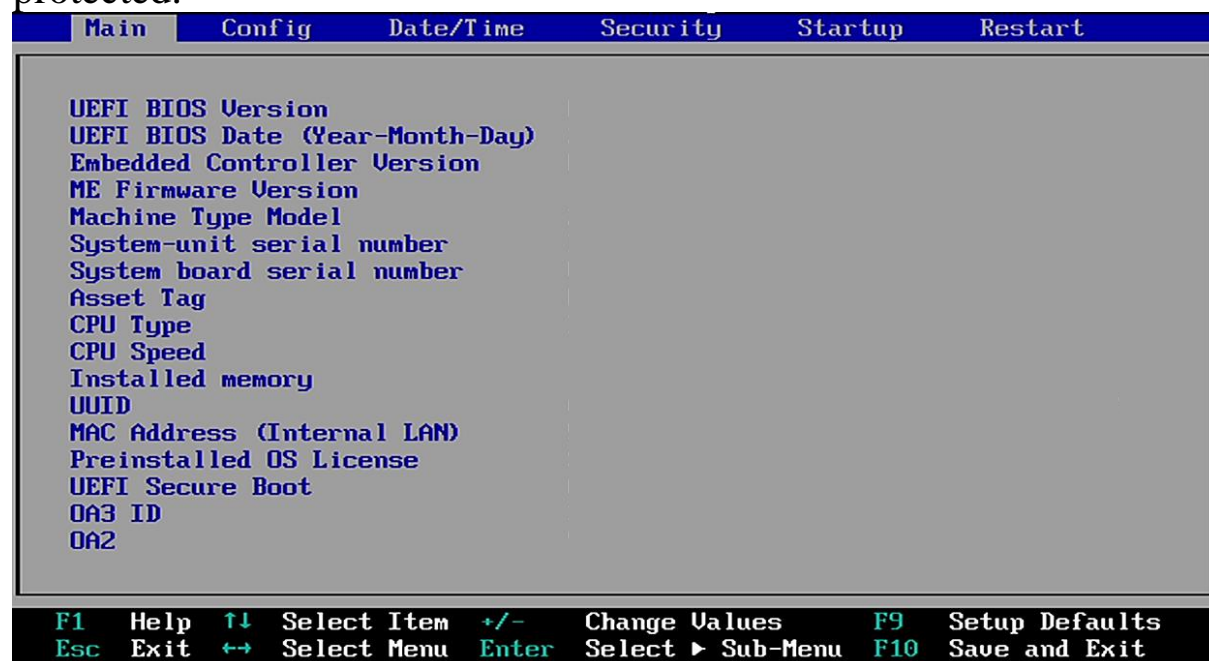 protected.
Main Config Date/Time Security Startup Restart
UEFI BIOS Version
UEFI BIOS Date (Year-Month-Day)
Embedded Controller Version
ME Firmware Version
Machine Type Model
System-unit serial number
System board serial number
Asset Tag
CPU Type
CPU Speed
Installed memory
UUID
MAC Address (Internal LAN)
Preinstalled OS License
UEFI Secure Boot
OA3 ID
OA2
F1 Help ↑↓ Select Item +/- Change Values F9 Setup Defaults
Esc Exit ←→ Select Menu Enter Select ▶ Sub-Menu F10 Save and Exit